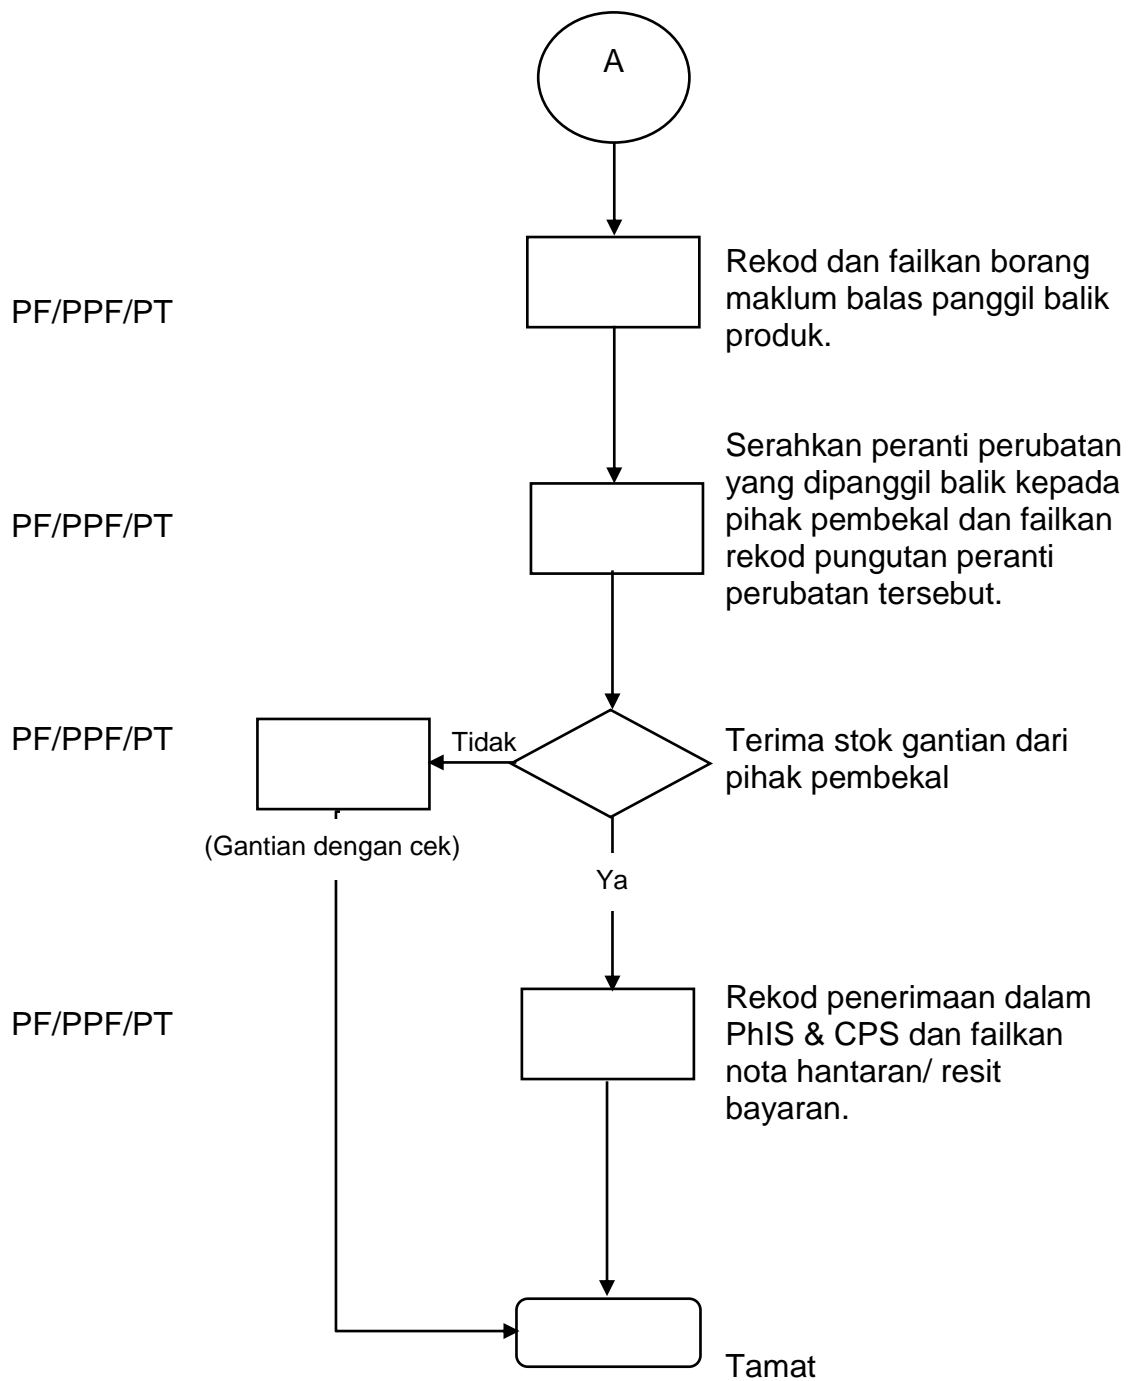 A
PF/PPF/PT
Rekod dan failkan borang
maklum balas panggil balik
produk.
PF/PPF/PT
Serahkan peranti perubatan
yang dipanggil balik kepada
pihak pembekal dan failkan
rekod pungutan peranti
perubatan tersebut.
PF/PPF/PT
Tidak
Terima stok gantian dari
pihak pembekal
(Gantian dengan cek)
Ya
PF/PPF/PT
Rekod penerimaan dalam
PhIS & CPS dan failkan
nota hantaran/ resit
bayaran.
Tamat